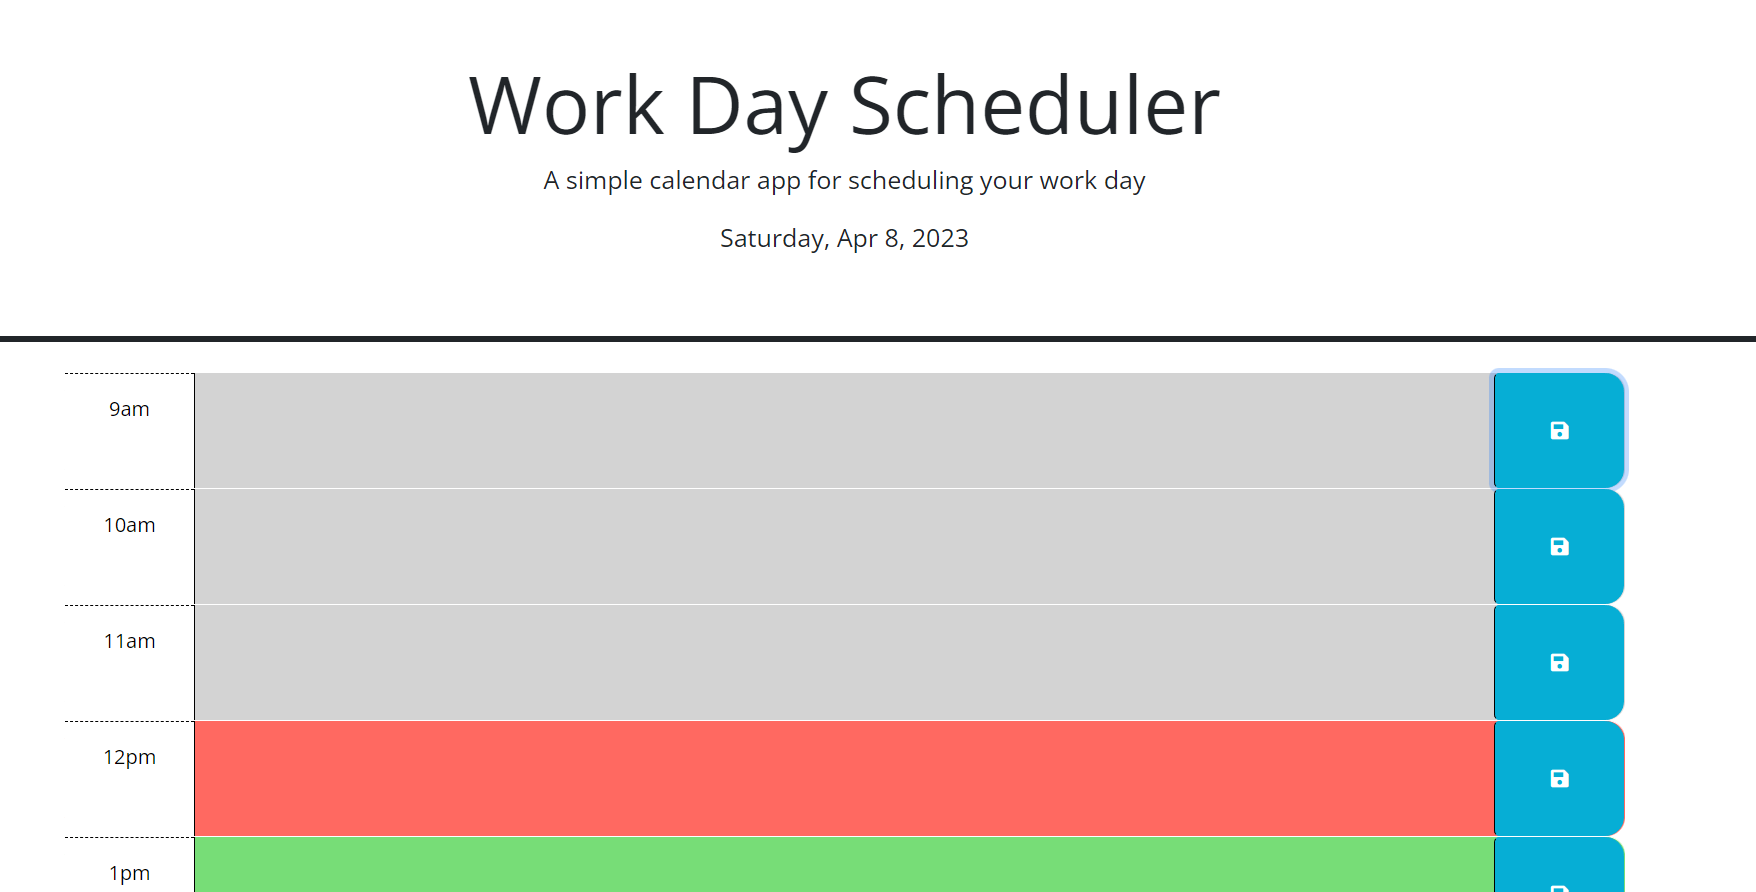 Work Day Scheduler
A simple calendar app for scheduling your work day
Saturday, Apr 8, 2023
9am
10am
11am
12pm
1pm